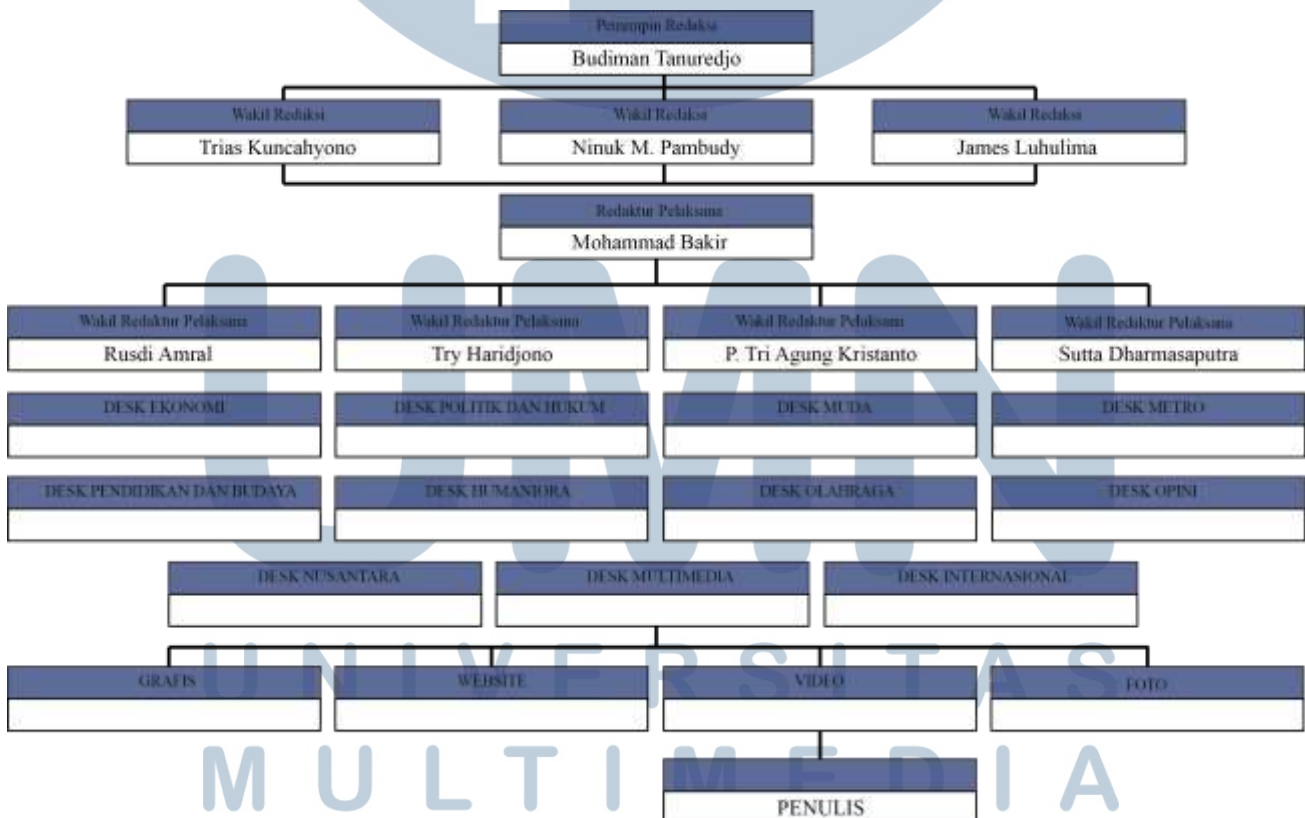 Pemimpin Redaksi
Budiman Tanuredjo
Wakil Redaksi
Wakil Redaksi
Wakil Redaksi
Trias Kuncahyono
Ninuk M. Pambudy
James Luhulima
Redaktur Pelaksana
Mohammad Bakir
Wakil Redaktur Pelaksana
Wakil Redaktur Pelaksana
Wakil Redaktur Pelaksana
Wakil Redaktur Pelaksana
Rusdi Amral
Try Haridjono
P. Tri Agung Kristanto
Sutta Dharmasaputra
DESK EKONOMI
DESK POLITIK DAN HUKUM
DESK MUDA
DESK METRO
DESK PENDIDIKAN DAN BUDAYA
DESK HUMANIORA
DESK OLAHRAGA
DESK OPINI
DESK NUSANTARA
DESK MULTIMEDIA
DESK INTERNASIONAL
GRAFIS
WEBSITE
VIDEO
FOTO
PENULIS
UMN
UNIVERSITAS
MULTIMEDIA